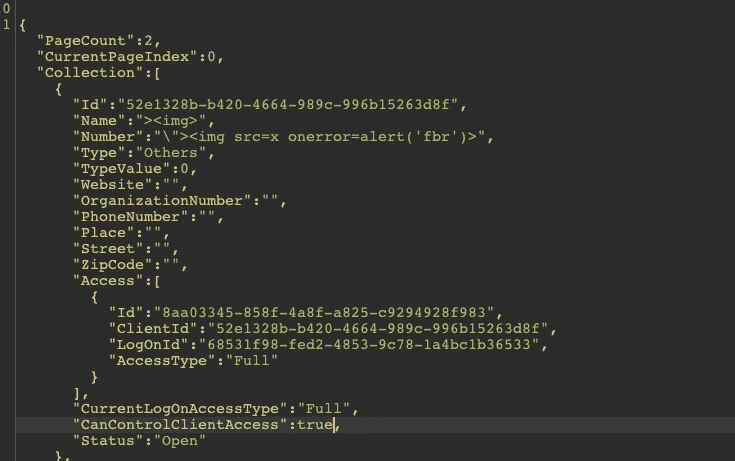 10
11 {
"PageCount":2,
"CurrentPageIndex":0,
"Collection":[
{
"Id":"52e1328b-b420-4664-989c-996b15263d8f",
"Name":"><img>",
"Number":"\"><img src=x onerror=alert('fbr')>",
"Type":"Others",
"TypeValue":0,
"Website":"",
"OrganizationNumber":"",
"PhoneNumber":"",
"Place":"",
"Street":"",
"ZipCode":"",
"Access":[
{
"Id":"8aa03345-858f-4a8f-a825-c9294928f983",
"ClientId":"52e1328b-b420-4664-989c-996b15263d8f",
"LogOnId":"68531f98-fed2-4853-9c78-1a4bc1b36533",
"AccessType":"Full"
}
],
"CurrentLogOnAccessType":"Full",
"CanControlClientAccess":true,
"Status":"Open"
},